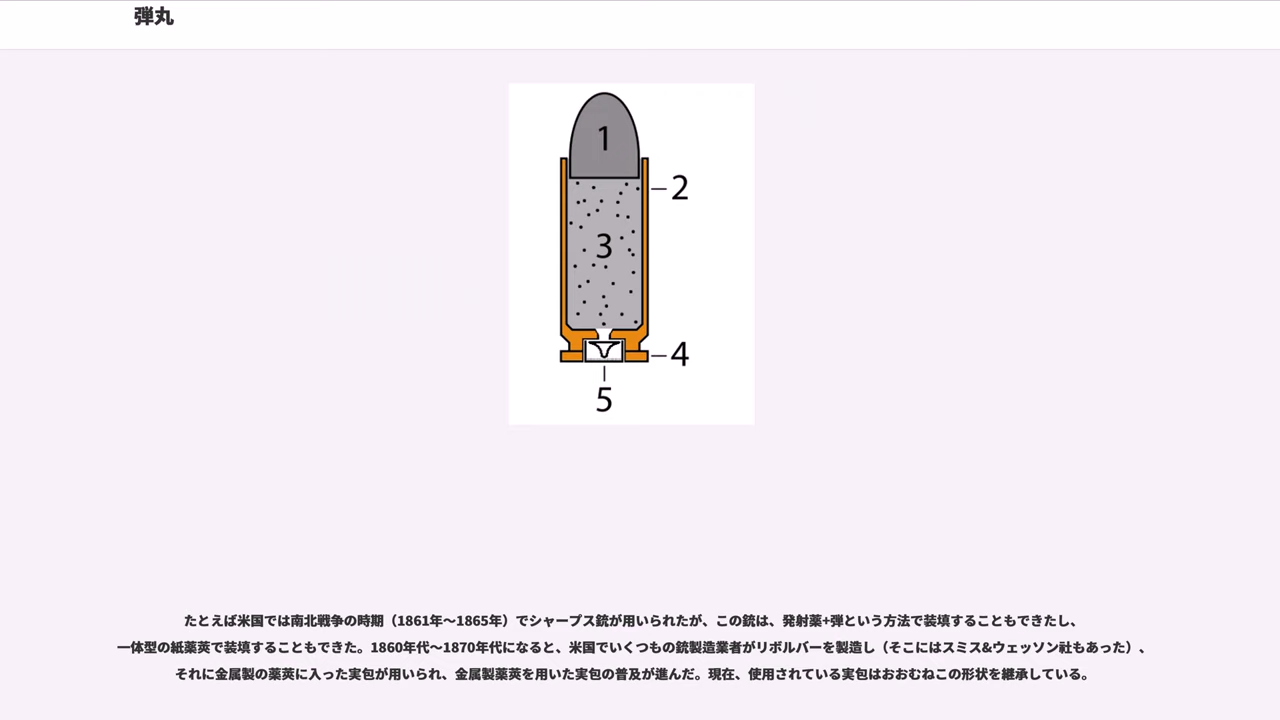 弾丸
1
2
3
4
5
たとえば米国では南北戦争の時期（1861年〜1865年）でシャープス銃が用いられたが、この銃は、発射薬+弾という方法で装填することもできたし、
一体型の紙薬莢で装填することもできた。1860年代〜1870年代になると、米国でいくつもの銃製造業者がリボルバーを製造し（そこにはスミス&ウェッソン社もあった）、
それに金属製の薬莢に入った実包が用いられ、金属製薬莢を用いた実包の普及が進んだ。現在、使用されている実包はおおむねこの形状を継承している。